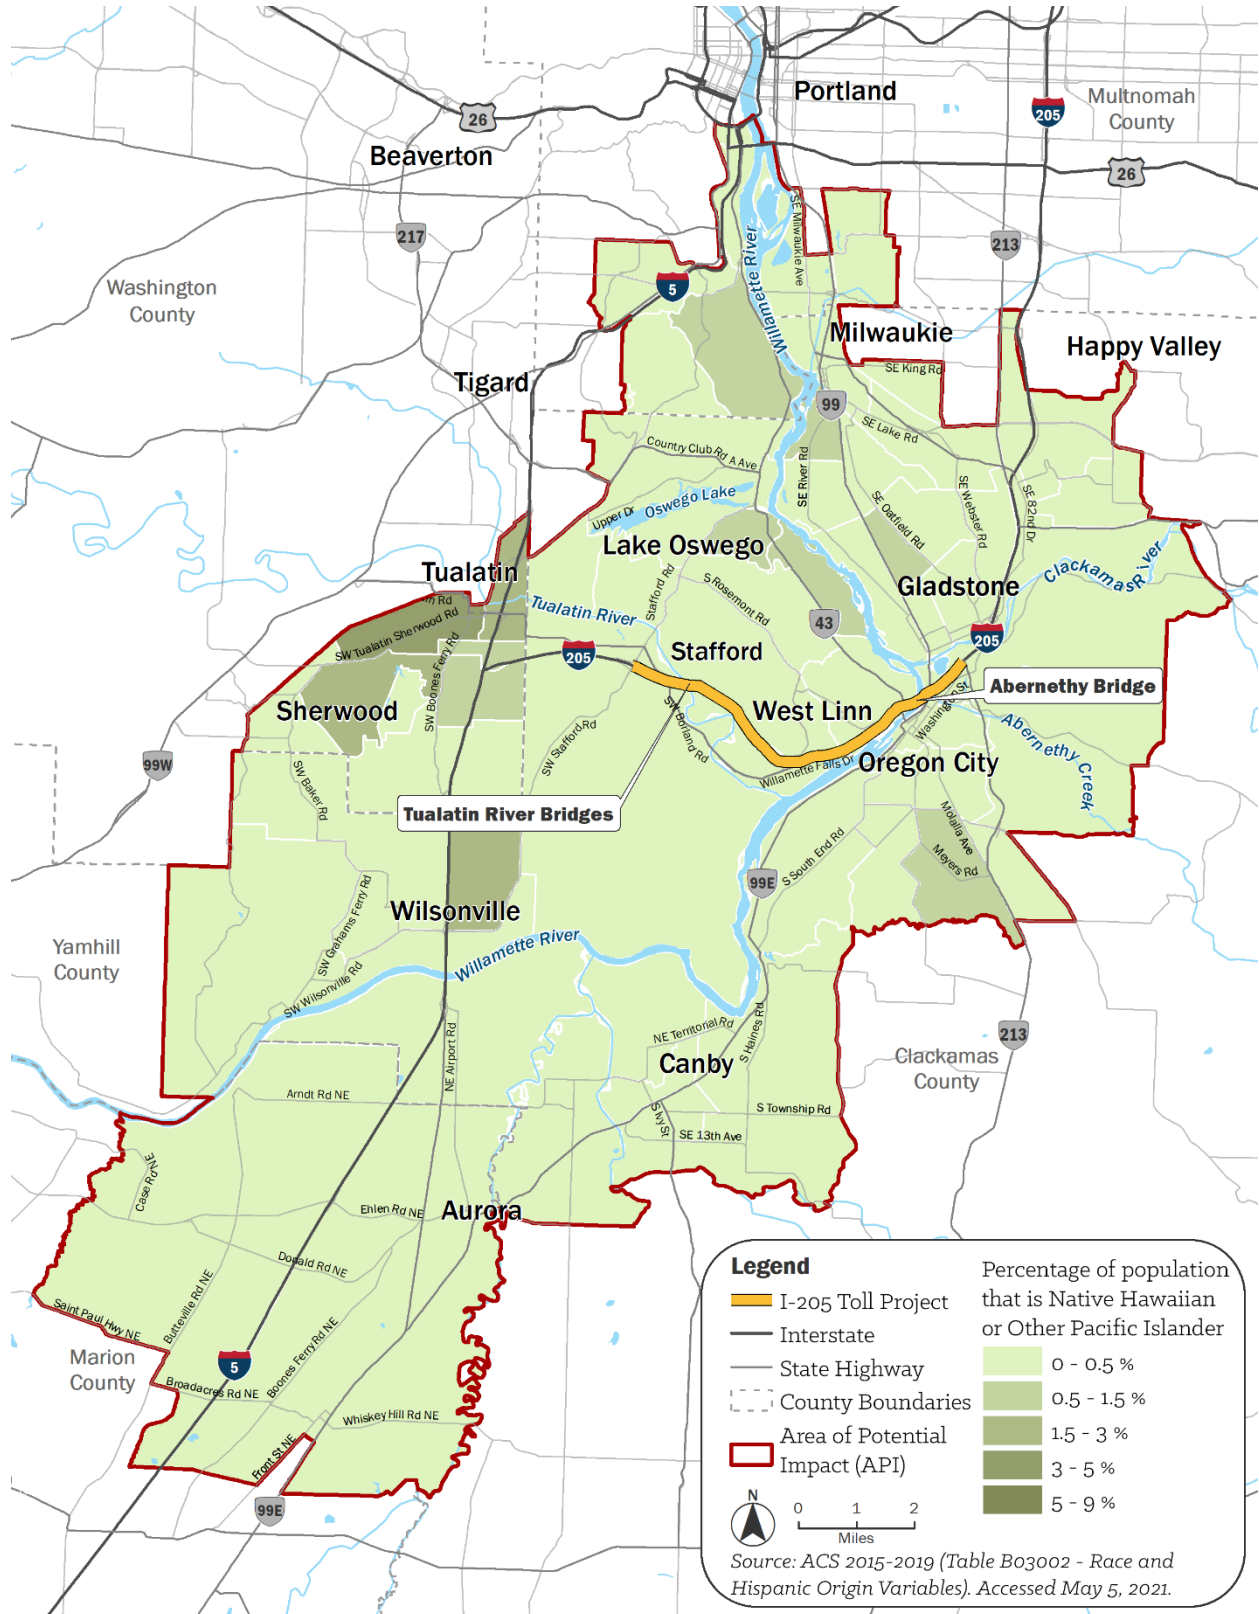 Portland
Multnomah
County
205
26
26
Beaverton
217
213
SE Milwaukie Ave
Willamette River
Washington
County
5
Milwaukie
Happy Valley
SE King Rd
Tigard
99
SE Lake Rd
Country Club Rd
A Ave
SE River Rd
SE Webster Rd
SE 82nd Dr
Oswego Lake
Upper Dr
SE Oatfield Rd
Lake Oswego
Clackamas River
Tualatin
Stafford Rd
S Rosemont Rd
Gladstone
Tualatin River
43
205
SW Tualatin Sherwood Rd
SW Boones Ferry Rd
205
Stafford
Abernethy Bridge
Sherwood
West Linn
Washington St
SW Borland Rd
SW Stafford Rd
Abernethy Creek
99W
Willamette Falls Dr
Oregon City
SW Baker Rd
Tualatin River Bridges
Molalla Ave
Meyers Rd
S South End Rd
99E
SW Grahams Ferry Rd
Wilsonville
Yamhill
County
Willamette River
SW Wilsonville Rd
NE Airport Rd
NE Territorial Rd
S Haines Rd
213
Canby
Clackamas
County
Arndt Rd NE
S Ivy St
S Township Rd
SE 13th Ave
Case Rd NE
Ehlen Rd NE
Aurora
Donald Rd NE
Butteville Rd NE
Saint Paul Hwy NE
Boones Ferry Rd NE
Marion
County
5
Broadacres Rd NE
Whiskey Hill Rd NE
Front St NE
99E
Legend
I-205 Toll Project
Interstate
State Highway
County Boundaries
Area of Potential
Impact (API)
N
0 1 2
Miles
Percentage of population
that is Native Hawaiian
or Other Pacific Islander
0 - 0.5 %
0.5 - 1.5 %
1.5 - 3 %
3 - 5 %
5 - 9 %
Source: ACS 2015-2019 (Table B03002 - Race and
Hispanic Origin Variables). Accessed May 5, 2021.